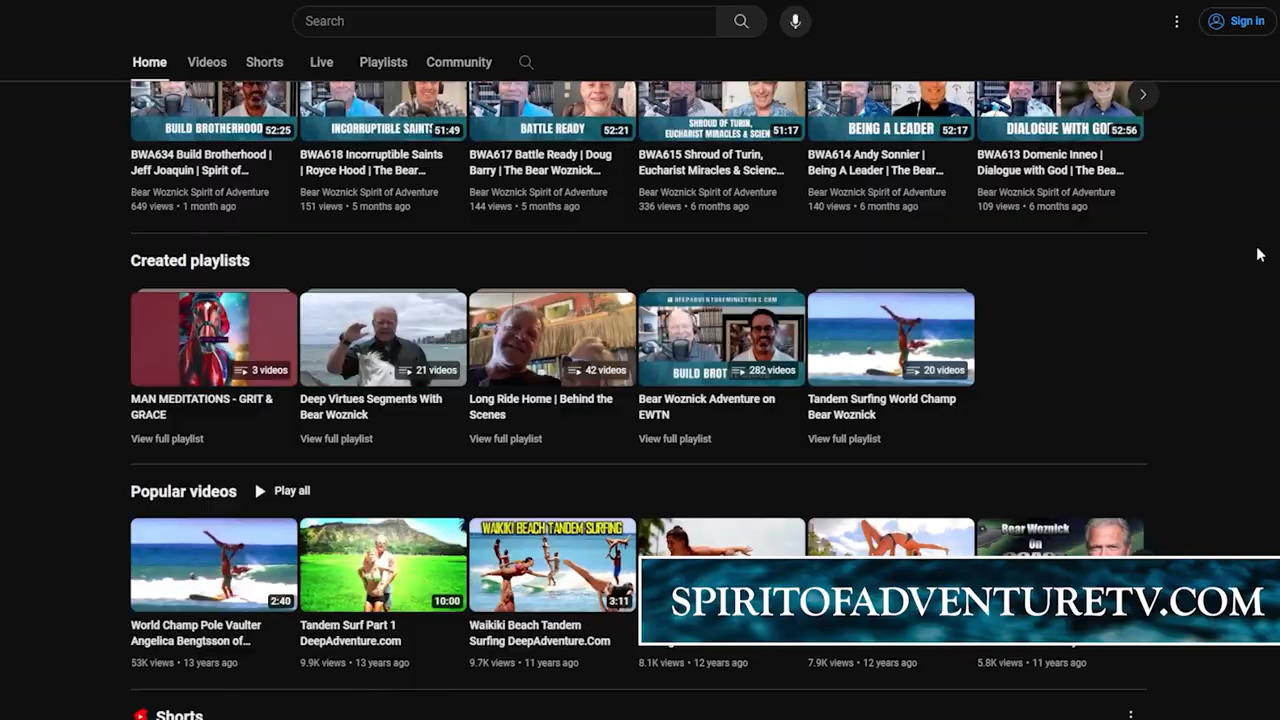 Search
Sign in
Home Videos Shorts Live Playlists Community
BUILD BROTHERHOOD 52:25
INCORRUPTIBLE SAINTS 51:49
BATTLE READY 52:21
SHROUD OF TURIN,
EUCHARIST MIRACLES & SCIEN 51:17
BEING A LEADER 52:17
DIALOGUE WITH GOD 52:56
BWA634 Build Brotherhood |
Jeff Joaquin | Spirit of...
Bear Woznick Spirit of Adventure
649 views • 1 month ago
BWA618 Incorruptible Saints
| Royce Hood | The Bear...
Bear Woznick Spirit of Adventure
151 views • 5 months ago
BWA617 Battle Ready | Doug
Barry | The Bear Woznick...
Bear Woznick Spirit of Adventure
144 views • 5 months ago
BWA615 Shroud of Turin,
Eucharist Miracles & Scienc...
Bear Woznick Spirit of Adventure
336 views • 6 months ago
BWA614 Andy Sonnier |
Being A Leader | The Bear...
Bear Woznick Spirit of Adventure
140 views • 6 months ago
BWA613 Domenic Inneo |
Dialogue with God | The Bea...
Bear Woznick Spirit of Adventure
109 views • 6 months ago
Created playlists
3 videos
MAN MEDITATIONS - GRIT &
GRACE
View full playlist
21 videos
Deep Virtues Segments With
Bear Woznick
View full playlist
42 videos
Long Ride Home | Behind the
Scenes
View full playlist
DEEPADVENTUREMINISTRIES.COM
BUILD BROT 282 videos
Bear Woznick Adventure on
EWTN
View full playlist
20 videos
Tandem Surfing World Champ
Bear Woznick
View full playlist
Popular videos Play all
2:40
World Champ Pole Vaulter
Angelica Bengtsson of...
53K views • 13 years ago
10:00
Tandem Surf Part 1
DeepAdventure.com
9.9K views • 13 years ago
WAIKIKI BEACH TANDEM SURFING
3:11
Waikiki Beach Tandem
Surfing DeepAdventure.Com
9.7K views • 11 years ago
8.1K views • 12 years ago
7.9K views • 12 years ago
Bear Woznick
On
5.8K views • 11 years ago
SPIRITOFADVENTURETV.COM
Shorts